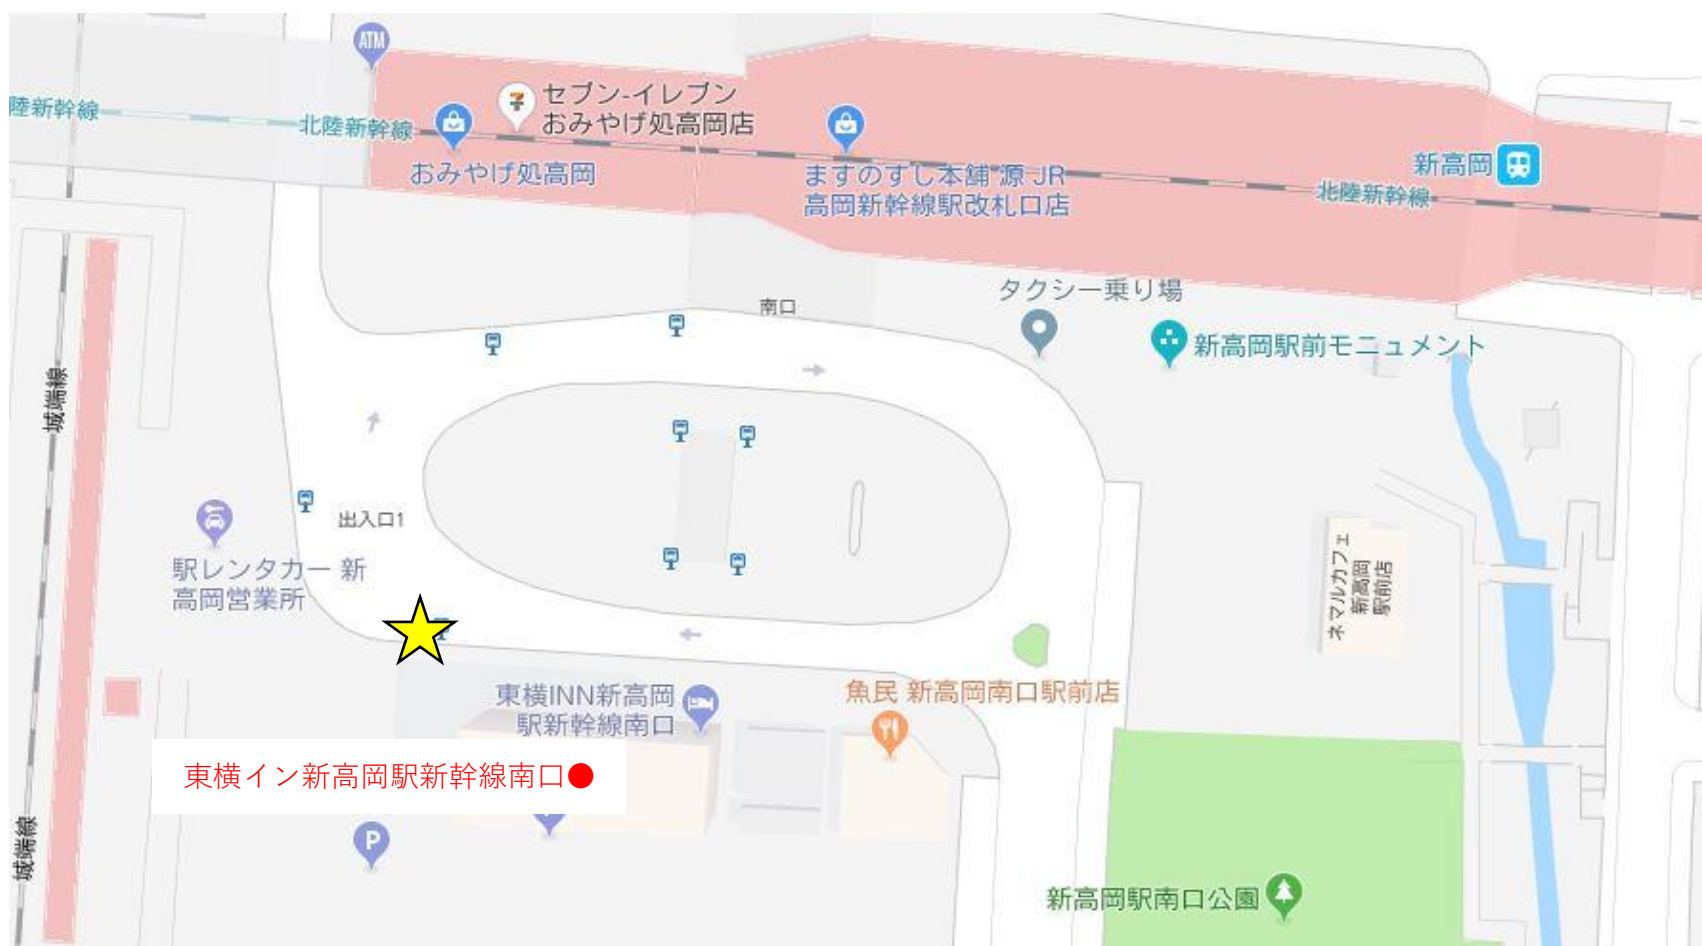 ATM
セブン-イレブン
おみやげ処高岡店
陸新幹線
北陸新幹線
おみやげ処高岡
ますのすし本舗 源 JR
高岡新幹線駅改札口店
新高岡
北陸新幹線
タクシー乗り場
南口
新高岡駅前モニュメント
城端線
出入口1
駅レンタカー 新
高岡営業所
ネマルカフェ
新高岡
駅前店
東横INN新高岡
駅新幹線南口
魚民 新高岡南口駅前店
東横イン新高岡駅新幹線南口●
城端線
P
新高岡駅南口公園